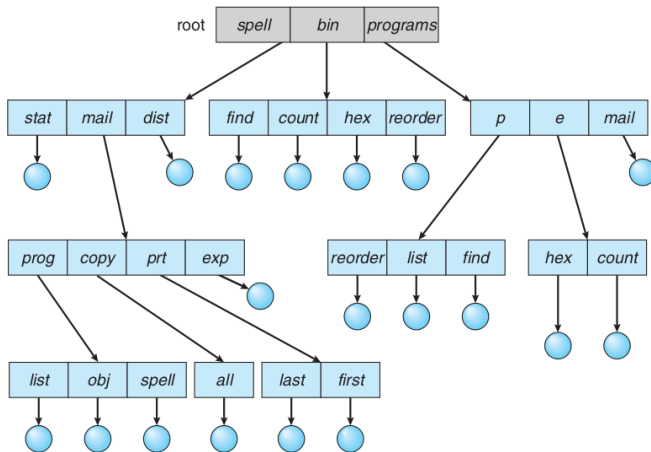 root spell bin programs
stat mail dist find count hex reorder p e mail
prog copy prt exp reorder list find hex count
list obj spell all last first